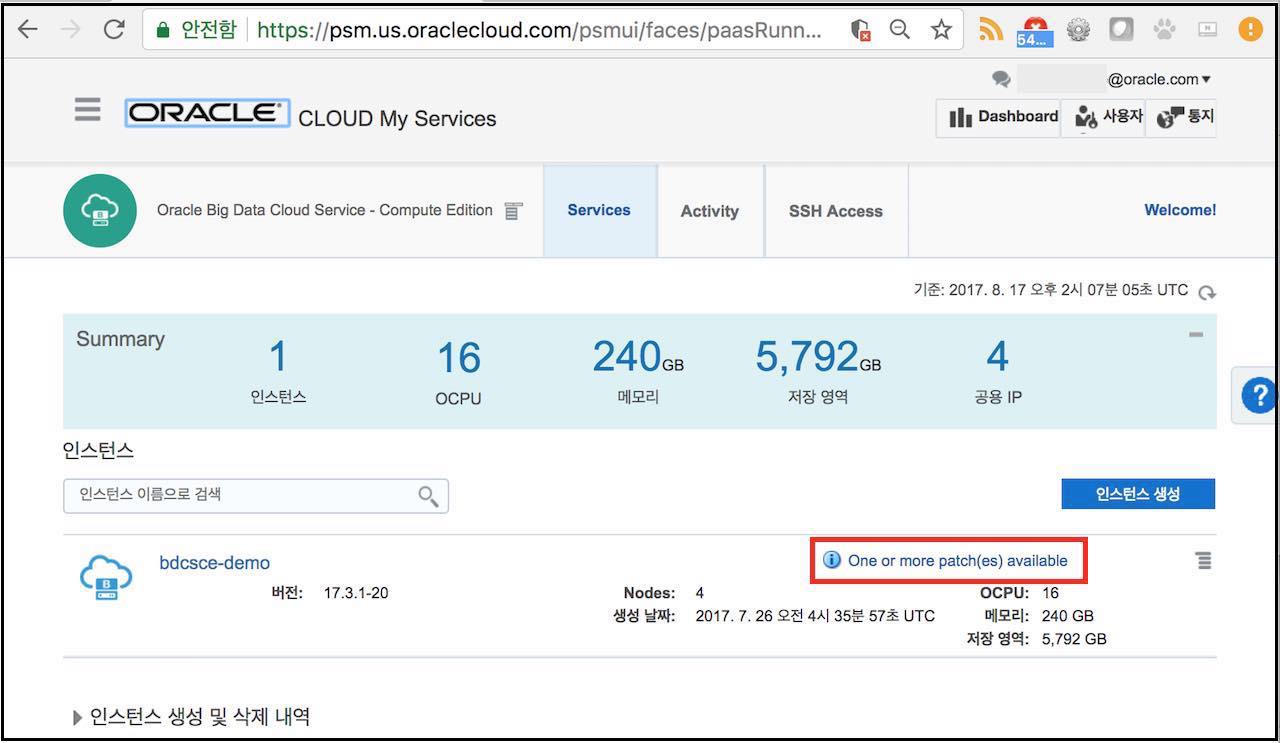 안전함 https://psm.us.oraclecloud.com/psmui/faces/paasRunn...
54...
@oracle.com
ORACLE CLOUD My Services
Dashboard 사용자 통지
Oracle Big Data Cloud Service - Compute Edition Services Activity SSH Access Welcome!
기준: 2017. 8. 17 오후 2시 07분 05초 UTC
Summary
1 16 240GB 5,792GB 4
인스턴스 OCPU 메모리 저장 영역 공용 IP
?
인스턴스
인스턴스 이름으로 검색 인스턴스 생성
B bdcsce-demo One or more patch(es) available
버전: 17.3.1-20 Nodes: 4 OCPU: 16
생성 날짜: 2017. 7. 26 오전 4시 35분 57초 UTC 메모리: 240 GB
저장 영역: 5,792 GB
인스턴스 생성 및 삭제 내역